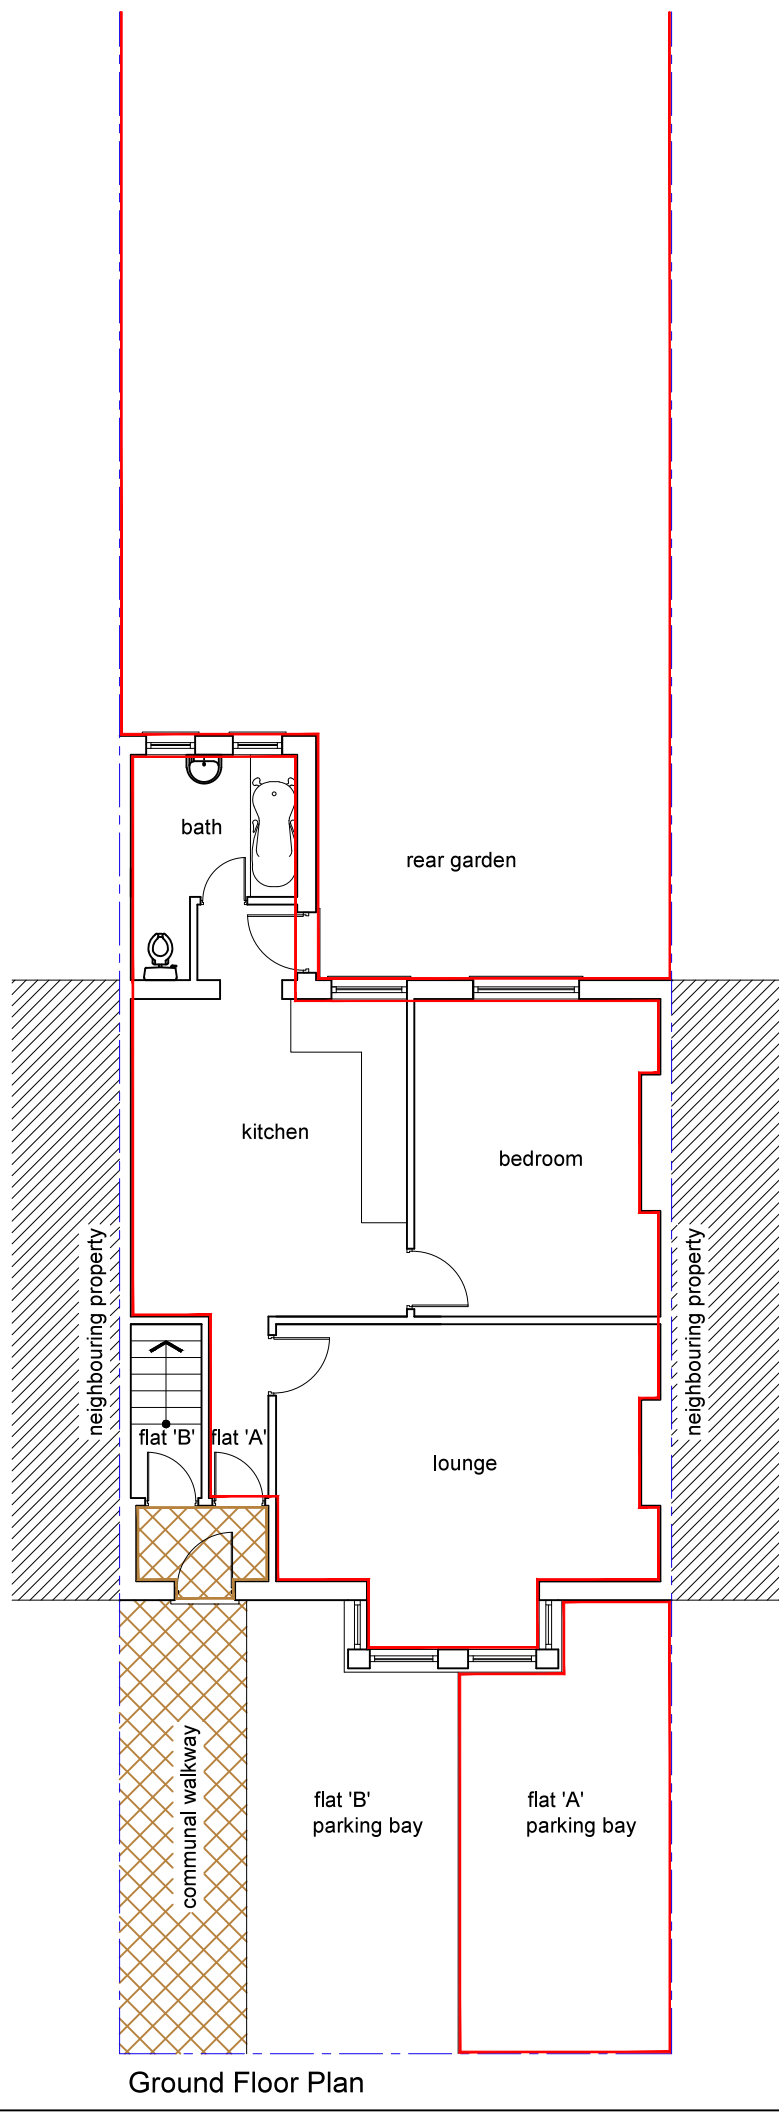 bath
rear garden
kitchen
bedroom
neighbouring property
neighbouring property
flat 'B'
flat 'A'
lounge
communal walkway
flat 'B'
parking bay
flat 'A'
parking bay
Ground Floor Plan